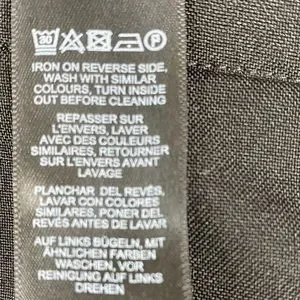 30 P
IRON ON REVERSE SIDE,
WASH WITH SIMILAR
COLOURS, TURN INSIDE
OUT BEFORE CLEANING
REPASSER SUR
L'ENVERS, LAVER
AVEC DES COULEURS
SIMILAIRES, RETOURNER
SUR L'ENVERS AVANT
LAVAGE
PLANCHAR DEL REVÉS,
LAVAR CON COLORES
SIMILARES, PONER DEL
REVÉS ANTES DE LAVAR
AUF LINKS BÜGELN, MIT
ÄHNLICHEN FARBEN
WASCHEN, VOR
REINIGUNG AUF LINKS
DREHEN